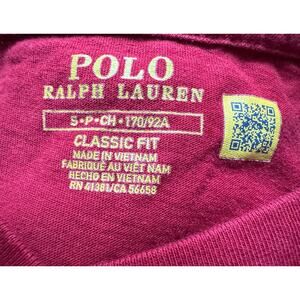 POLO
RALPH LAUREN
S•P•CH•170/92A
CLASSIC FIT
MADE IN VIETNAM
FABRIQUÉ AU VIÊT NAM
HECHO EN VIETNAM
RN 41381/CA 56658